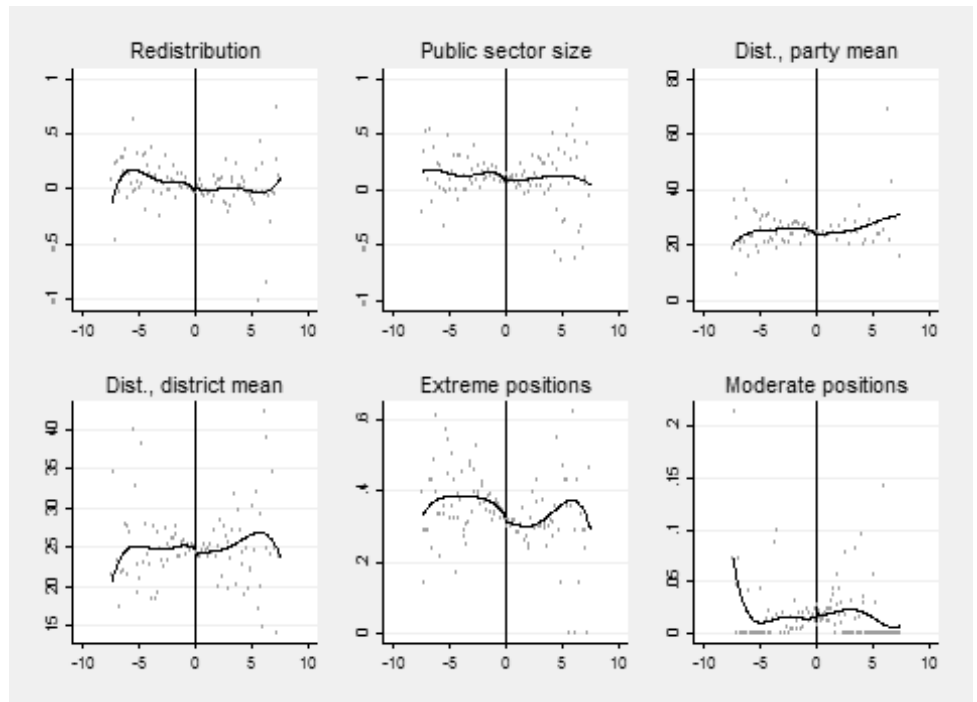 Redistribution
1
.5
0
-.5
-1
-10 -5 0 5 10
Public sector size
1
.5
0
-.5
-1
-10 -5 0 5 10
Dist., party mean
80
60
40
20
0
-10 -5 0 5 10
Dist., district mean
40
35
30
25
20
15
-10 -5 0 5 10
Extreme positions
.6
.4
.2
0
-10 -5 0 5 10
Moderate positions
.2
.15
.1
.05
0
-10 -5 0 5 10